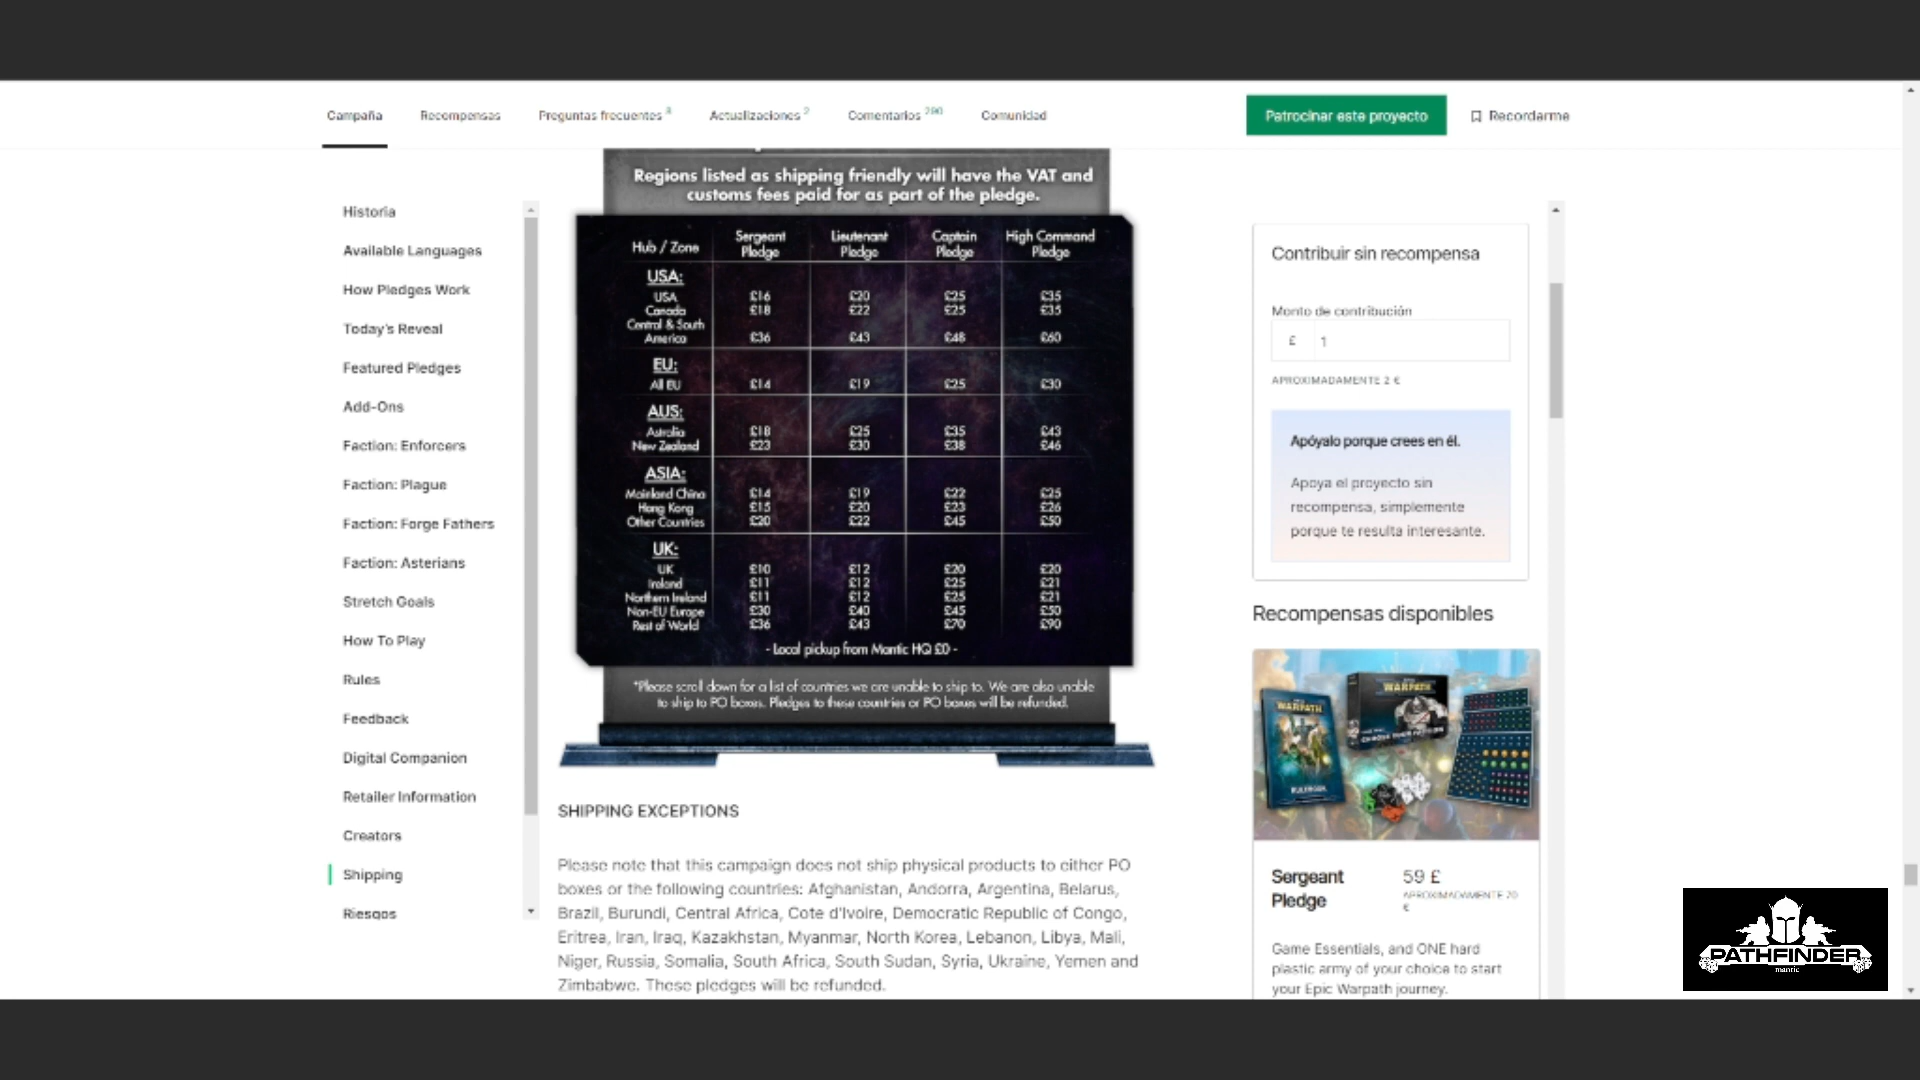 Campaña
Recompensas
Preguntas frecuentes 8
Actualizaciones 2
Comentarios 290
Comunidad
Patrocinar este proyecto
Recordarme
Historia
Available Languages
How Pledges Work
Today's Reveal
Featured Pledges
Add-Ons
Faction: Enforcers
Faction: Plague
Faction: Forge Fathers
Faction: Asterians
Stretch Goals
How To Play
Rules
Feedback
Digital Companion
Retailer Information
Creators
Shipping
Riesgos
Regions listed as shipping friendly will have the VAT and
customs fees paid for as part of the pledge.
Hub / Zone Sergeant Pledge Lieutenant Pledge Captain Pledge High Command Pledge
USA:
USA £16 £20 £25 £35
Canada £18 £22 £25 £35
Central & South
America £36 £43 £48 £60
EU:
All EU £14 £19 £25 £30
AUS:
Astralia £18 £25 £35 £43
New Zealand £23 £30 £38 £46
ASIA:
Mainland China £14 £19 £22 £25
Hong Kong £15 £20 £23 £26
Other Countries £20 £22 £45 £50
UK:
UK £10 £12 £20 £20
Ireland £11 £12 £25 £21
Northern Ireland £11 £12 £25 £21
Non-EU Europe £30 £40 £45 £50
Rest of World £36 £43 £70 £90
- Local pickup from Mantic HQ £0 -
*Please scroll down for a list of countries we are unable to ship to. We are also unable
to ship to PO boxes. Pledges to these countries or PO boxes will be refunded.
SHIPPING EXCEPTIONS
Please note that this campaign does not ship physical products to either PO
boxes or the following countries: Afghanistan, Andorra, Argentina, Belarus,
Brazil, Burundi, Central Africa, Cote d'Ivoire, Democratic Republic of Congo,
Eritrea, Iran, Iraq, Kazakhstan, Myanmar, North Korea, Lebanon, Libya, Mali,
Niger, Russia, Somalia, South Africa, South Sudan, Syria, Ukraine, Yemen and
Zimbabwe. These pledges will be refunded.
Contribuir sin recompensa
Monto de contribución
£ 1
APROXIMADAMENTE 2 €
Apóyalo porque crees en él.
Apoya el proyecto sin
recompensa, simplemente
porque te resulta interesante.
Recompensas disponibles
WARPATH
RULEBOOK
WARPATH
Sergeant
Pledge
59 £
APROXIMADAMENTE 70
€
Game Essentials, and ONE hard
plastic army of your choice to start
your Epic Warpath journey.
PATHFINDER
mantic